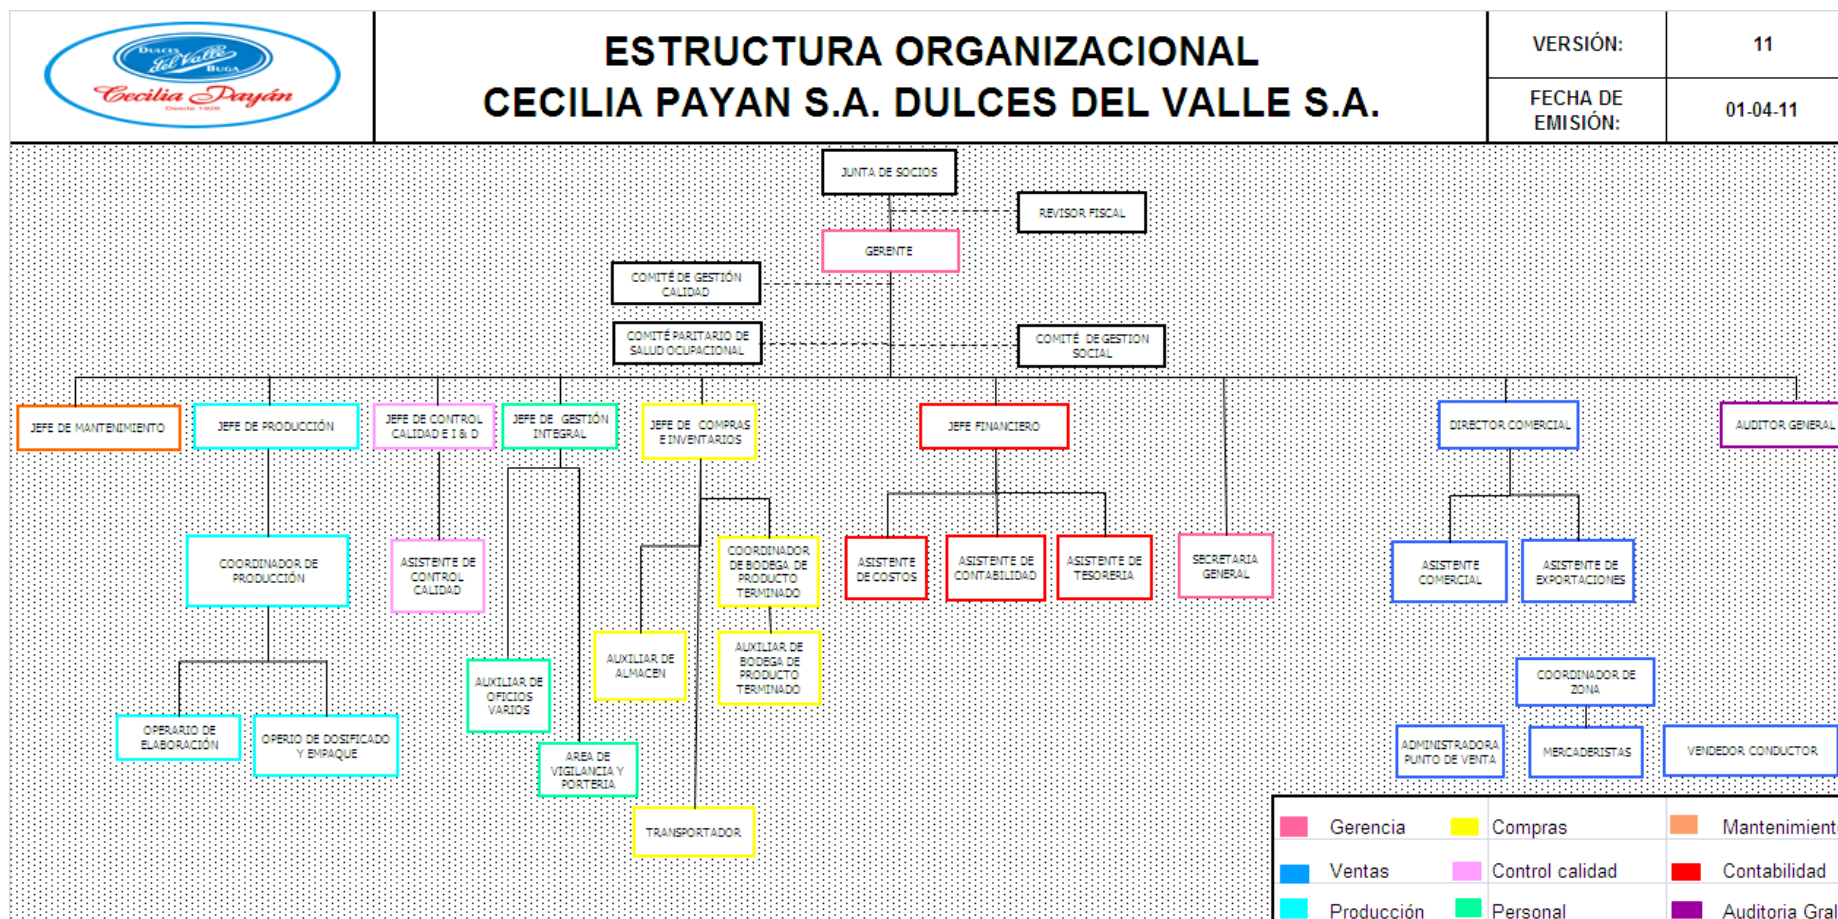 DULCES
del Valle
BUGA
Cecilia Payán
Desde 1926
ESTRUCTURA ORGANIZACIONAL
CECILIA PAYAN S.A. DULCES DEL VALLE S.A.
VERSIÓN:
11
FECHA DE
EMISIÓN:
01-04-11
JUNTA DE SOCIOS
REVISOR FISCAL
GERENTE
COMITÉ DE GESTIÓN
CALIDAD
COMITÉ PARITARIO DE
SALUD OCUPACIONAL
COMITÉ DE GESTION
SOCIAL
JEFE DE MANTENIMIENTO
JEFE DE PRODUCCIÓN
JEFE DE CONTROL
CALIDAD E I & D
JEFE DE GESTIÓN
INTEGRAL
JEFE DE COMPRAS
E INVENTARIOS
JEFE FINANCIERO
DIRECTOR COMERCIAL
AUDITOR GENERAL
COORDINADOR DE
PRODUCCIÓN
ASISTENTE DE
CONTROL
CALIDAD
COORDINADOR
DE BODEGA DE
PRODUCTO
TERMINADO
ASISTENTE
DE COSTOS
ASISTENTE DE
CONTABILIDAD
ASISTENTE DE
TESORERIA
SECRETARIA
GENERAL
ASISTENTE
COMERCIAL
ASISTENTE DE
EXPORTACIONES
AUXILIAR DE
OFICIOS
VARIOS
AUXILIAR DE
ALMACEN
AUXILIAR DE
BODEGA DE
PRODUCTO
TERMINADO
COORDINADOR DE
ZONA
OPERARIO DE
ELABORACIÓN
OPERIO DE DOSIFICADO
Y EMPAQUE
AREA DE
VIGILANCIA Y
PORTERIA
ADMINISTRADORA
PUNTO DE VENTA
MERCADERISTAS
VENDEDOR CONDUCTOR
TRANSPORTADOR
Gerencia
Compras
Mantenimiento
Ventas
Control calidad
Contabilidad
Producción
Personal
Auditoria Gral